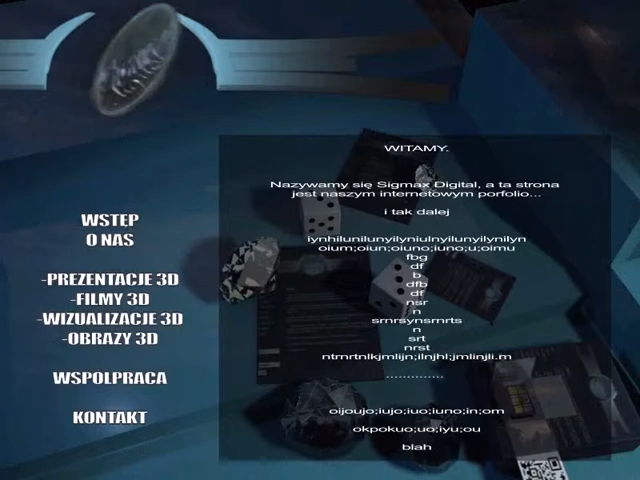 WSTĘP
O NAS
-PREZENTACJE 3D
-FILMY 3D
-WIZUALIZACJE 3D
-OBRAZY 3D
WSPOLPRACA
KONTAKT
WITAMY.
Nazywamy się Sigmax Digital, a ta strona
jest naszym internetowym porfolio...
i tak dalej
iynhilunilunyilyniulnyilunyilynilyn
oium;oiun;oiuno;iuno;u;oimu
fbg
df
b
dfb
df
nsr
n
smrsynsmrts
n
srt
nrst
ntmrtnlkjmlijn;ilnjhl;jmlinjli.m
..............
oijoujo;iujo;iuo;iuno;in;om
okpokuo;uo;iyu;ou
blah